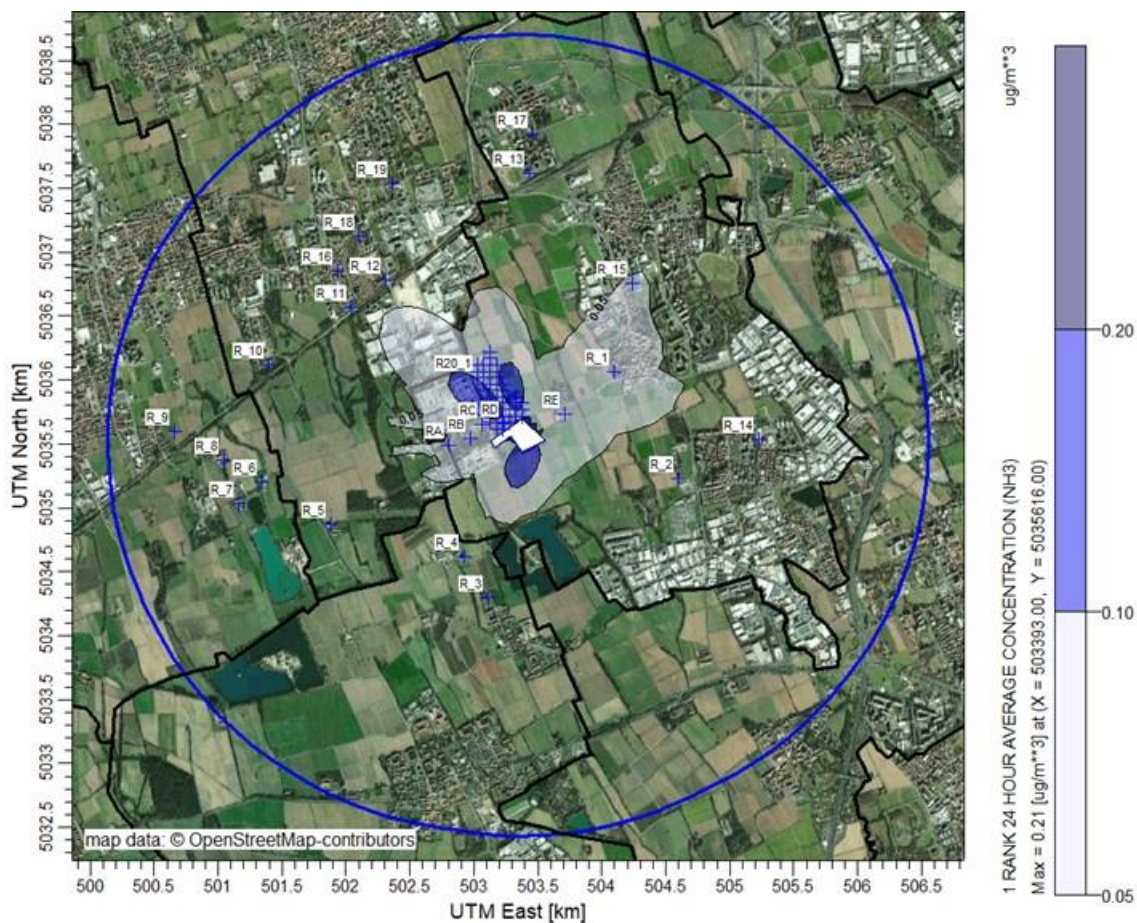 5038.5
5038
5037.5
5037
5036.5
5036
5035.5
5035
5034.5
5034
5033.5
5033
5032.5
UTM North [km]
R_17
R_13
R_19
R_18
R_16
R_12
R_11
R_15
0.05
R_10
R20_1
R_1
R_9
0.05
RC
RD
RE
RA
RB
R_14
R_8
R_6
R_7
R_2
R_5
R_4
R_3
map data: © OpenStreetMap-contributors
500
500.5
501
501.5
502
502.5
503
503.5
504
504.5
505
505.5
506
506.5
UTM East [km]
ug/m**3
0.20
0.10
0.05
1 RANK 24 HOUR AVERAGE CONCENTRATION (NH3)
Max = 0.21 [ug/m**3] at (X = 503393.00, Y = 5035616.00)